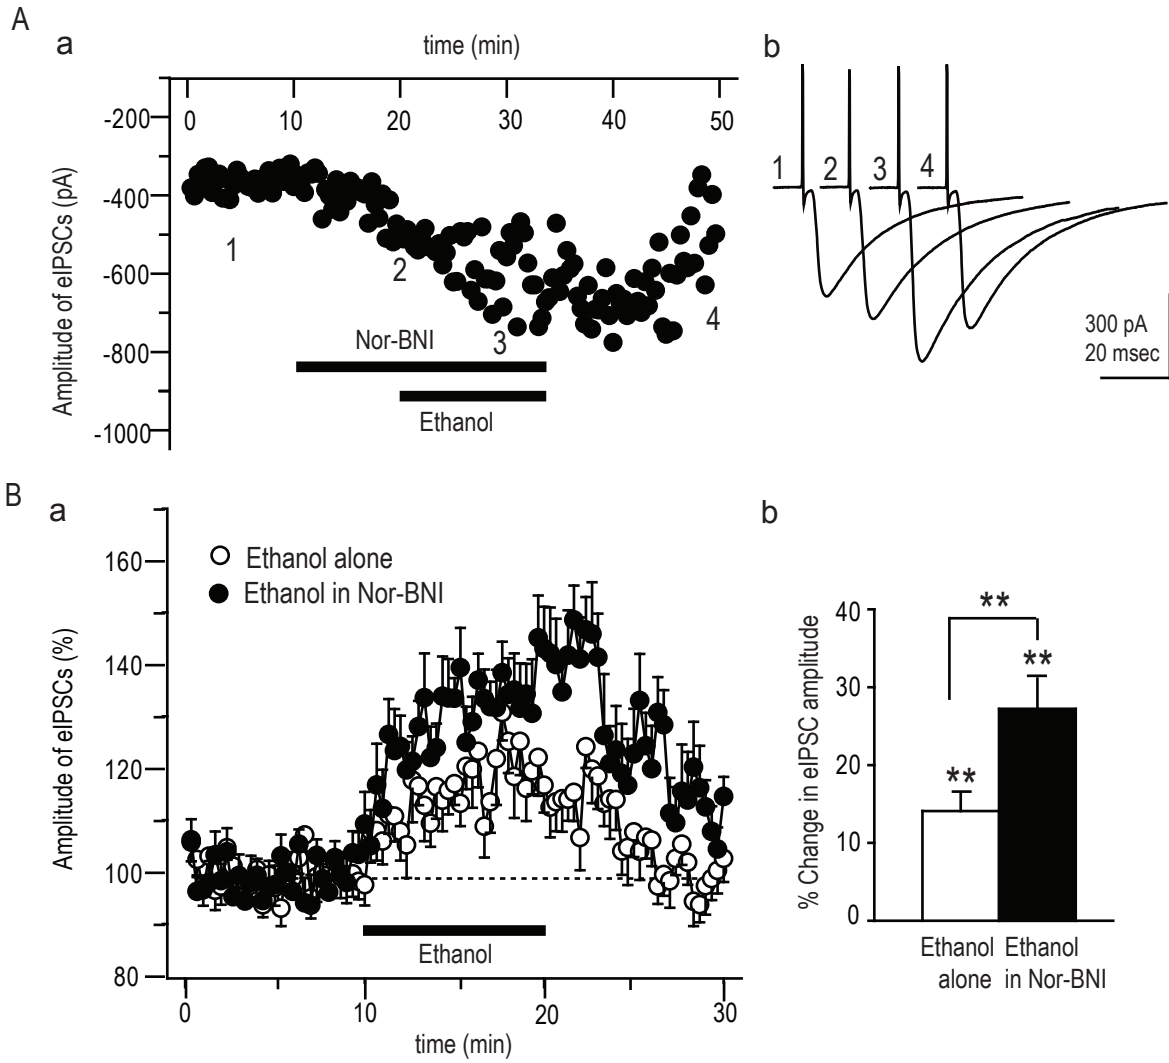 A
a
time (min)
0 10 20 30 40 50
-200
-400
-600
-800
-1000
Amplitude of eIPSCs (pA)
1
2
3
4
Nor-BNI
Ethanol
b
1 2 3 4
300 pA
20 msec
B
a
Ethanol alone
Ethanol in Nor-BNI
160
140
120
100
80
Amplitude of eIPSCs (%)
Ethanol
0 10 20 30
time (min)
b
% Change in eIPSC amplitude
40
30
20
10
0
**
**
**
Ethanol alone
Ethanol in Nor-BNI